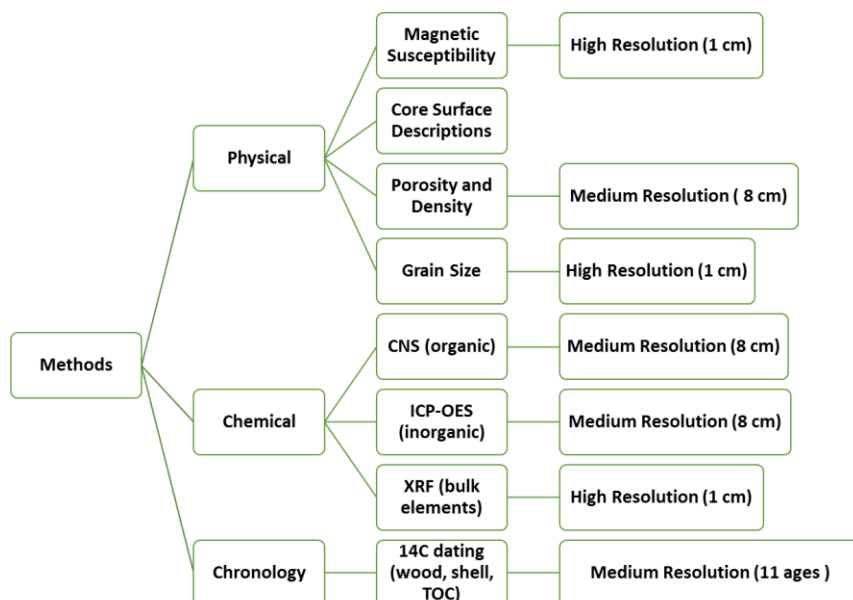 Methods
Physical
Magnetic
Susceptibility
High Resolution (1 cm)
Core Surface
Descriptions
Porosity and
Density
Medium Resolution ( 8 cm)
Grain Size
High Resolution (1 cm)
Chemical
CNS (organic)
Medium Resolution (8 cm)
ICP-OES
(inorganic)
Medium Resolution (8 cm)
XRF (bulk
elements)
High Resolution (1 cm)
Chronology
14C dating
(wood, shell,
TOC)
Medium Resolution (11 ages )